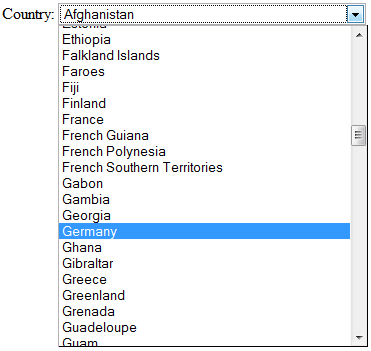 Country: Afghanistan
Estonia
Ethiopia
Falkland Islands
Faroes
Fiji
Finland
France
French Guiana
French Polynesia
French Southern Territories
Gabon
Gambia
Georgia
Germany
Ghana
Gibraltar
Greece
Greenland
Grenada
Guadeloupe
Guam